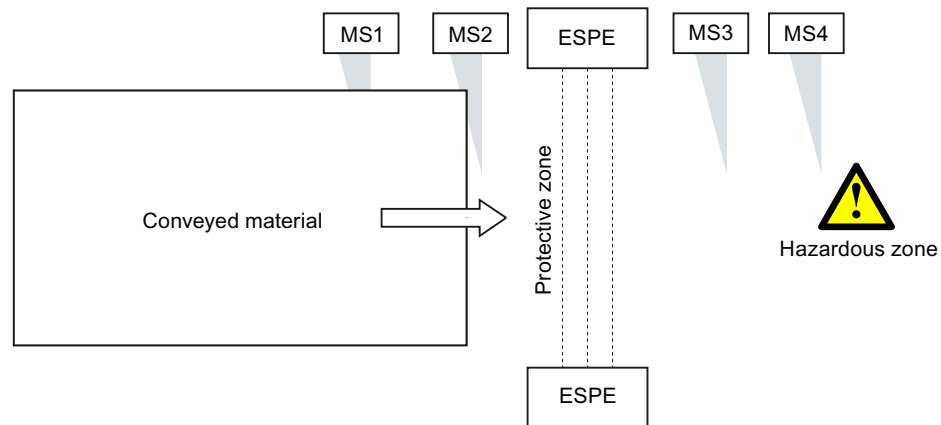 MS1
MS2
ESPE
MS3
MS4
Conveyed material
Protective zone
Hazardous zone
ESPE